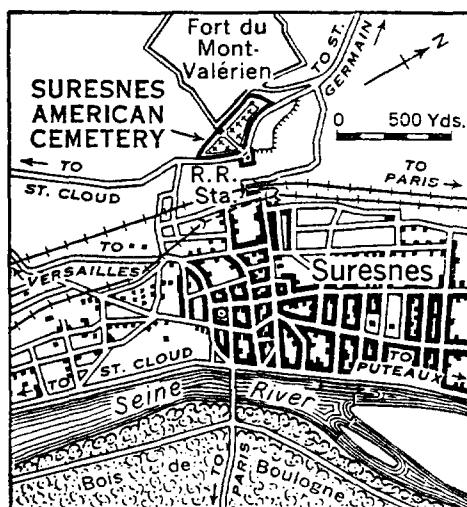 Fort du
Mont-
Valérien
TO ST.
GERMAIN
N
SURESNES
AMERICAN
CEMETERY
0 500 Yds.
TO
ST. CLOUD
R.R.
Sta.
TO
PARIS
TO
VERSAILLES
Suresnes
TO
ST. CLOUD
TO
PUTEAUX
Seine River
Bois de Boulogne
TO
PARIS